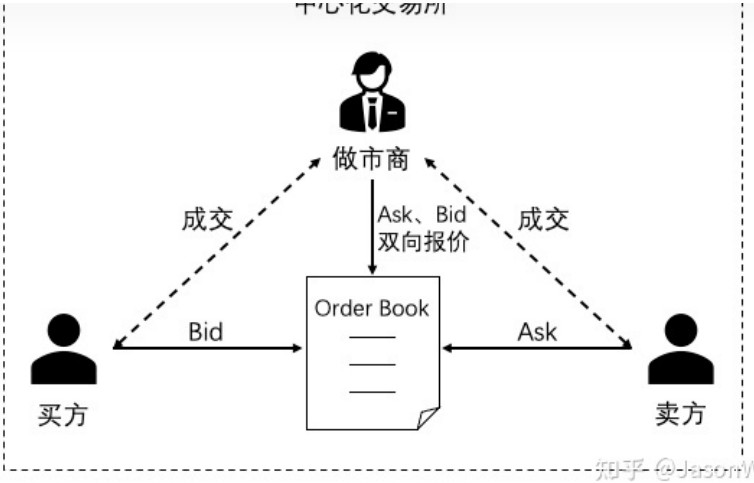 中心化交易所
做市商
成交
Ask、Bid
双向报价
成交
Order Book
Bid
Ask
买方
卖方
知乎 @JasonW